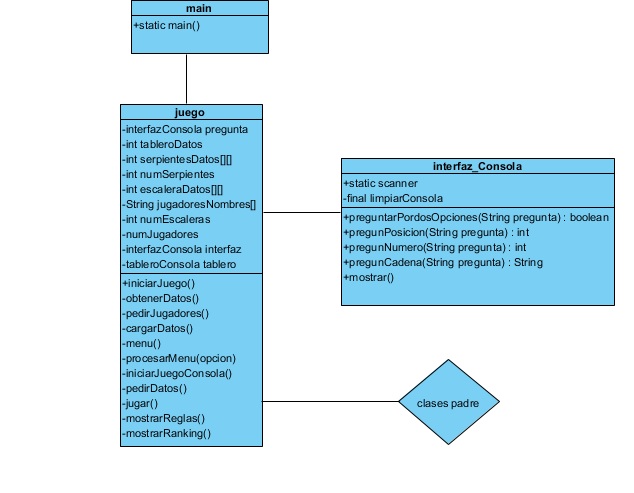 main
+static main()
juego
-interfazConsola pregunta
-int tableroDatos
-int serpientesDatos[][]
-int numSerpientes
-int escaleraDatos[][]
-String jugadoresNombres[]
-int numEscaleras
-numJugadores
-interfazConsola interfaz
-tableroConsola tablero
+iniciarJuego()
-obtenerDatos()
-pedirJugadores()
-cargarDatos()
-menu()
-procesarMenu(opcion)
-iniciarJuegoConsola()
-pedirDatos()
-jugar()
-mostrarReglas()
-mostrarRanking()
interfaz_Consola
+static scanner
-final limpiarConsola
+preguntarPordosOpciones(String pregunta) : boolean
+pregunPosicion(String pregunta) : int
+pregunNumero(String pregunta) : int
+pregunCadena(String pregunta) : String
+mostrar()
clases padre